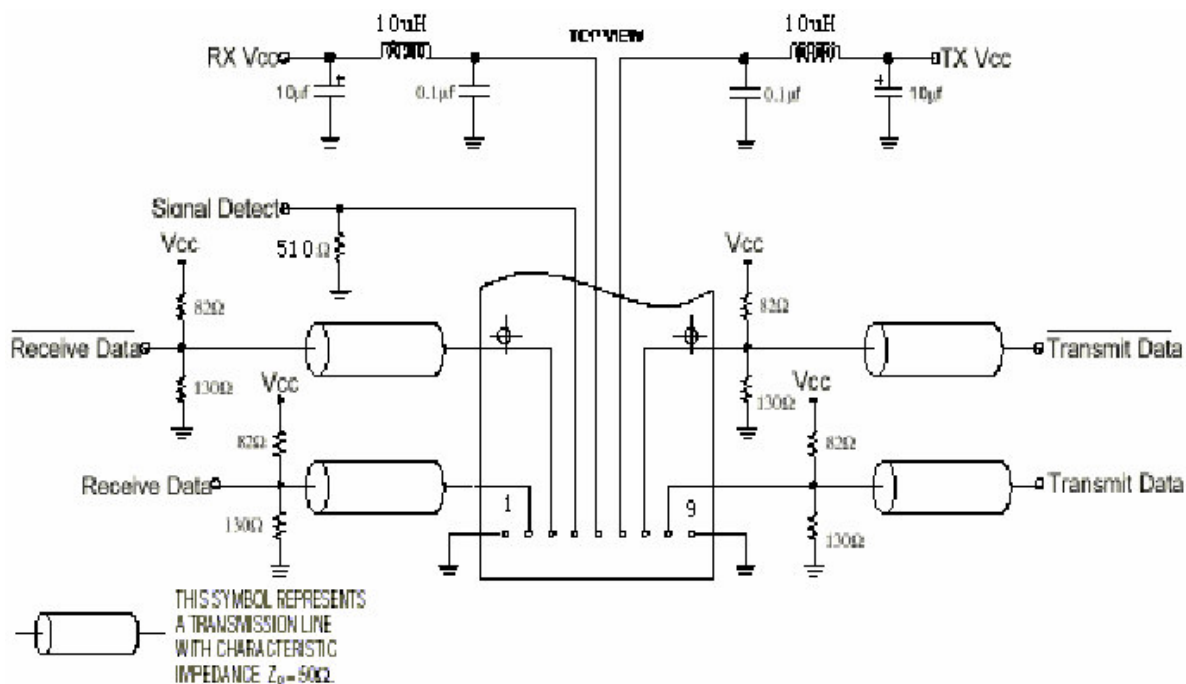 10uH
TOP VIEW
10uH
RX Vcc
TX Vcc
10µf
+
0.1µf
0.1µf
+
10µf
Signal Detect
510Ω
Vcc
Vcc
82Ω
82Ω
Receive Data
Transmit Data
130Ω
Vcc
130Ω
Vcc
82Ω
82Ω
Receive Data
1
9
Transmit Data
130Ω
130Ω
THIS SYMBOL REPRESENTS
A TRANSMISSION LINE
WITH CHARACTERISTIC
IMPEDANCE Z₀ = 50Ω.